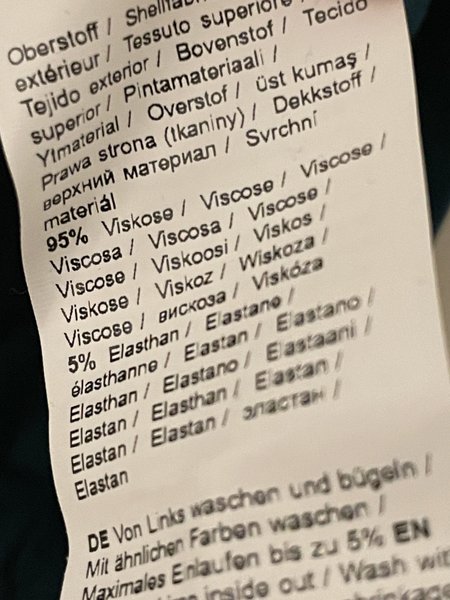 Oberstoff / Shellfab
extérieur / Tessuto superiore
Tejido exterior / Bovenstof / Tecido
superior / Pintamateriaali /
Ytmaterial / Overstof / üst kumaş /
Prawa strona (tkaniny) / Dekkstoff /
верхний материал / Svrchní
materiál
95% Viskose / Viscose / Viscose /
Viscosa / Viscosa / Viscose /
Viscose / Viskoosi / Viskos /
Viskose / Viskoz / Wiskoza /
Viscose / вискоза / Viskóza
5% Elasthan / Elastane /
élasthanne / Elastan / Elastano /
Elasthan / Elastano / Elastaani /
Elastan / Elasthan / Elastan /
Elastan / Elastan / эластан /
Elastan
DE Von Links waschen und bügeln /
Mit ähnlichen Farben waschen /
Maximales Einlaufen bis zu 5% EN
inside out / Wash wit
shrinkage